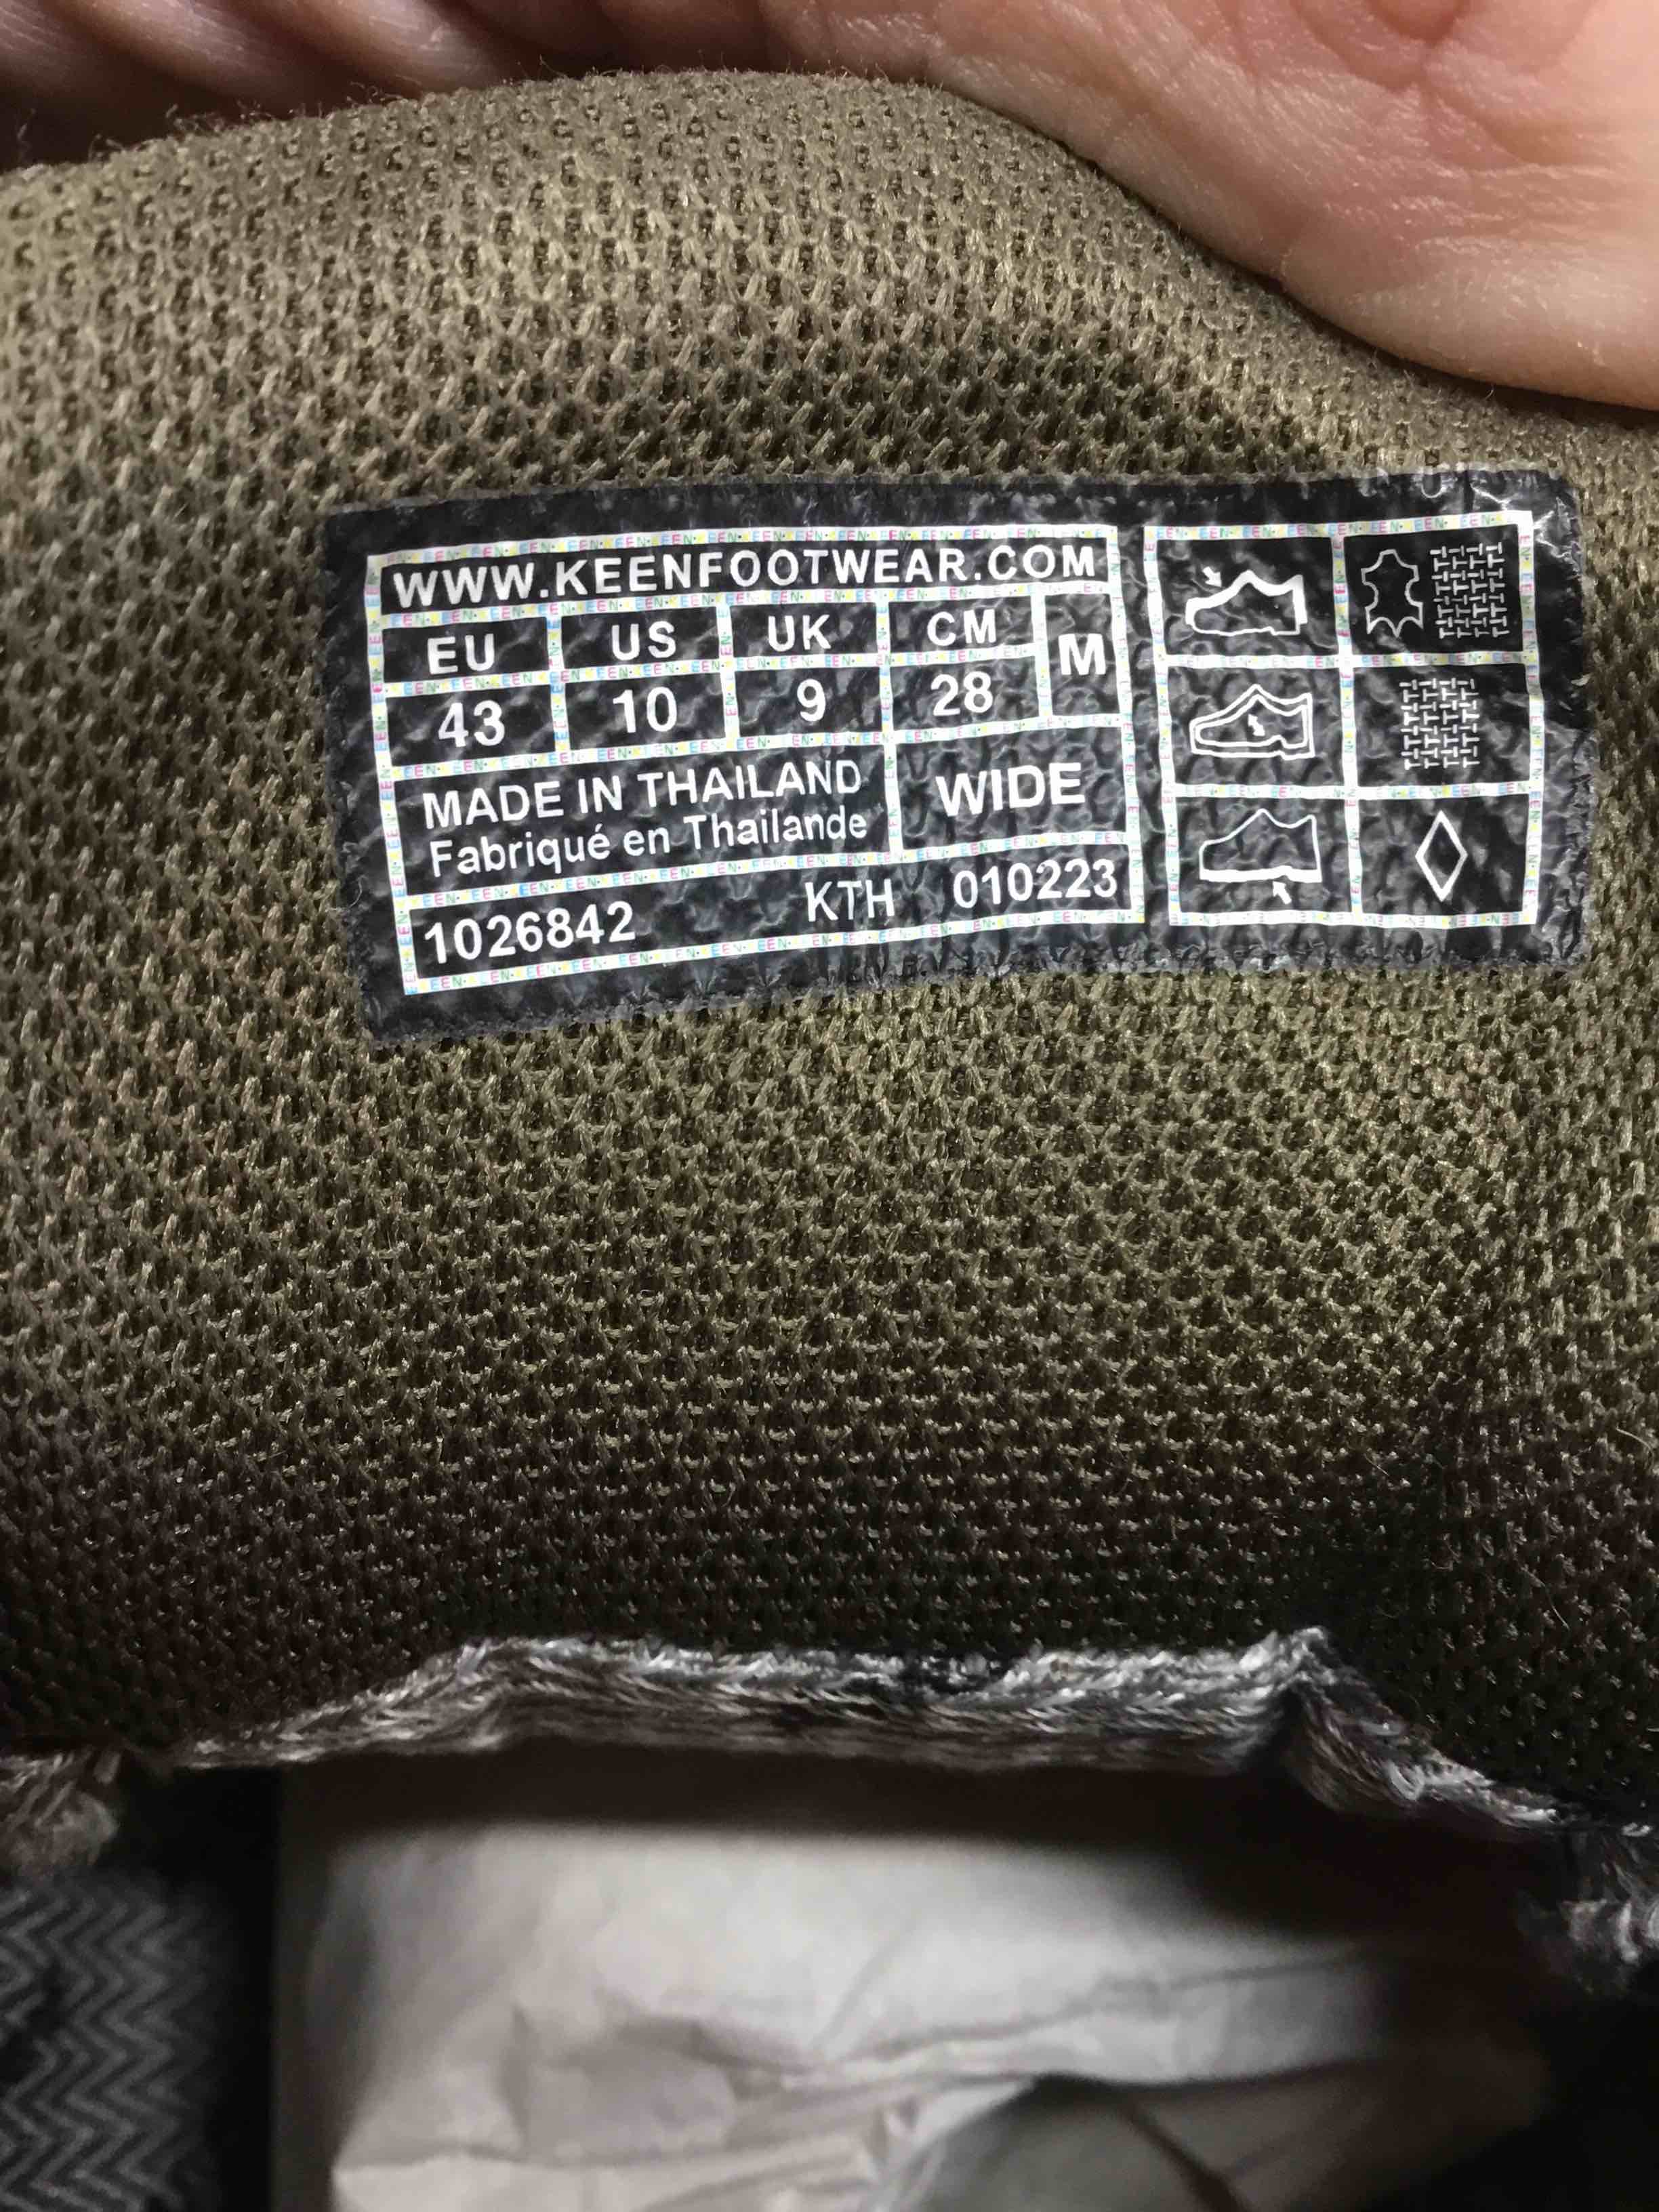 WWW.KEENFOOTWEAR.COM
EU US UK CM M
43 10 9 28
MADE IN THAILAND
Fabriqué en Thailande
WIDE
1026842 KTH 010223